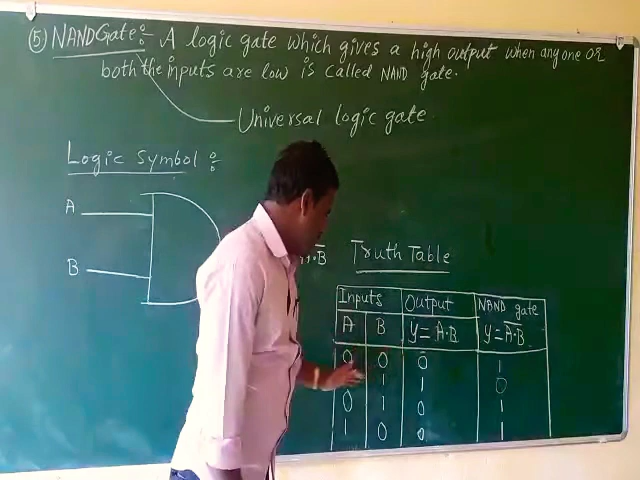 (5) NAND Gate:- A logic gate which gives a high output when any one or
both the inputs are low is called NAND gate.
Universal logic gate
Logic Symbol :-
A
B
Truth Table
Inputs Output NAND gate
A B y = A·B y = A̅·̅B̅
0 0 0 1
1 1 0
0 1 0 1
1 0 0 1